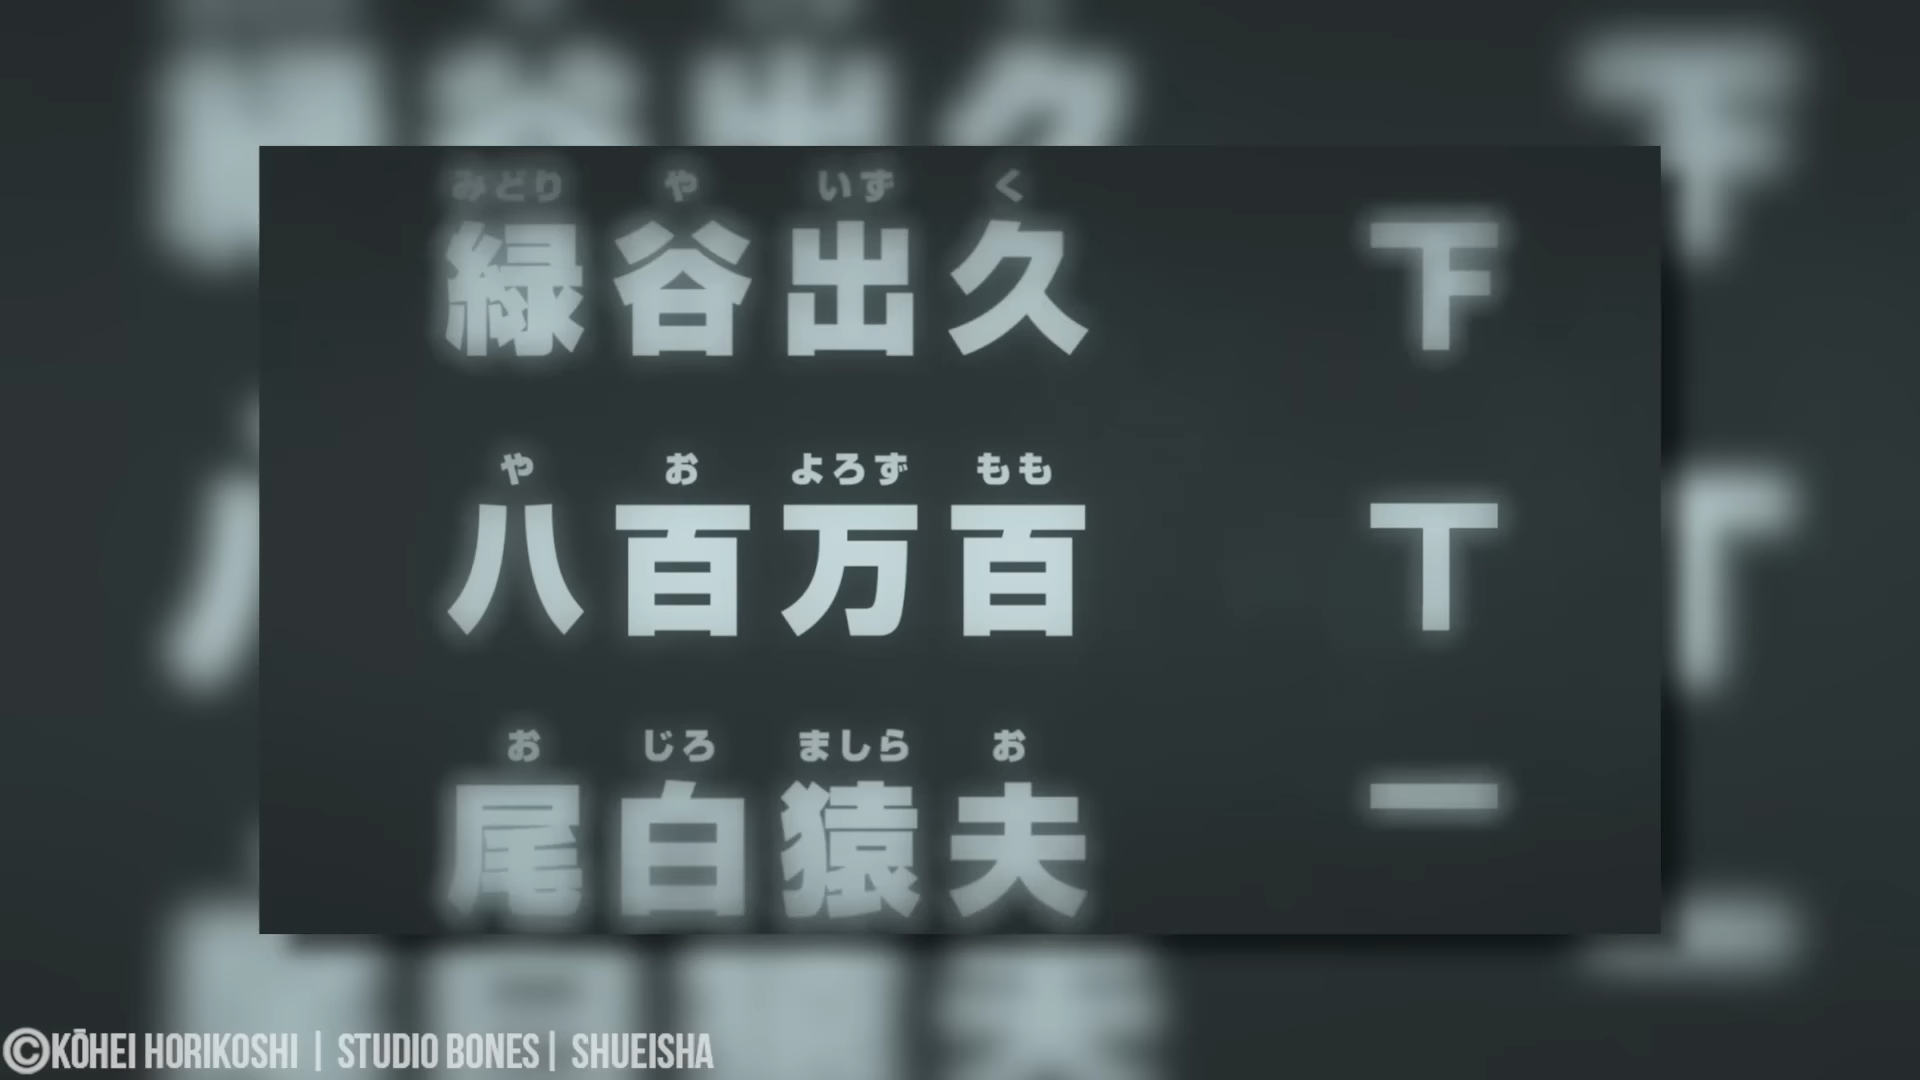 みどり や いず く
緑谷出久 下
や お よろず もも
八百万百 丅
お じろ ましら お
尾白猿夫 一
©KŌHEI HORIKOSHI | STUDIO BONES | SHUEISHA